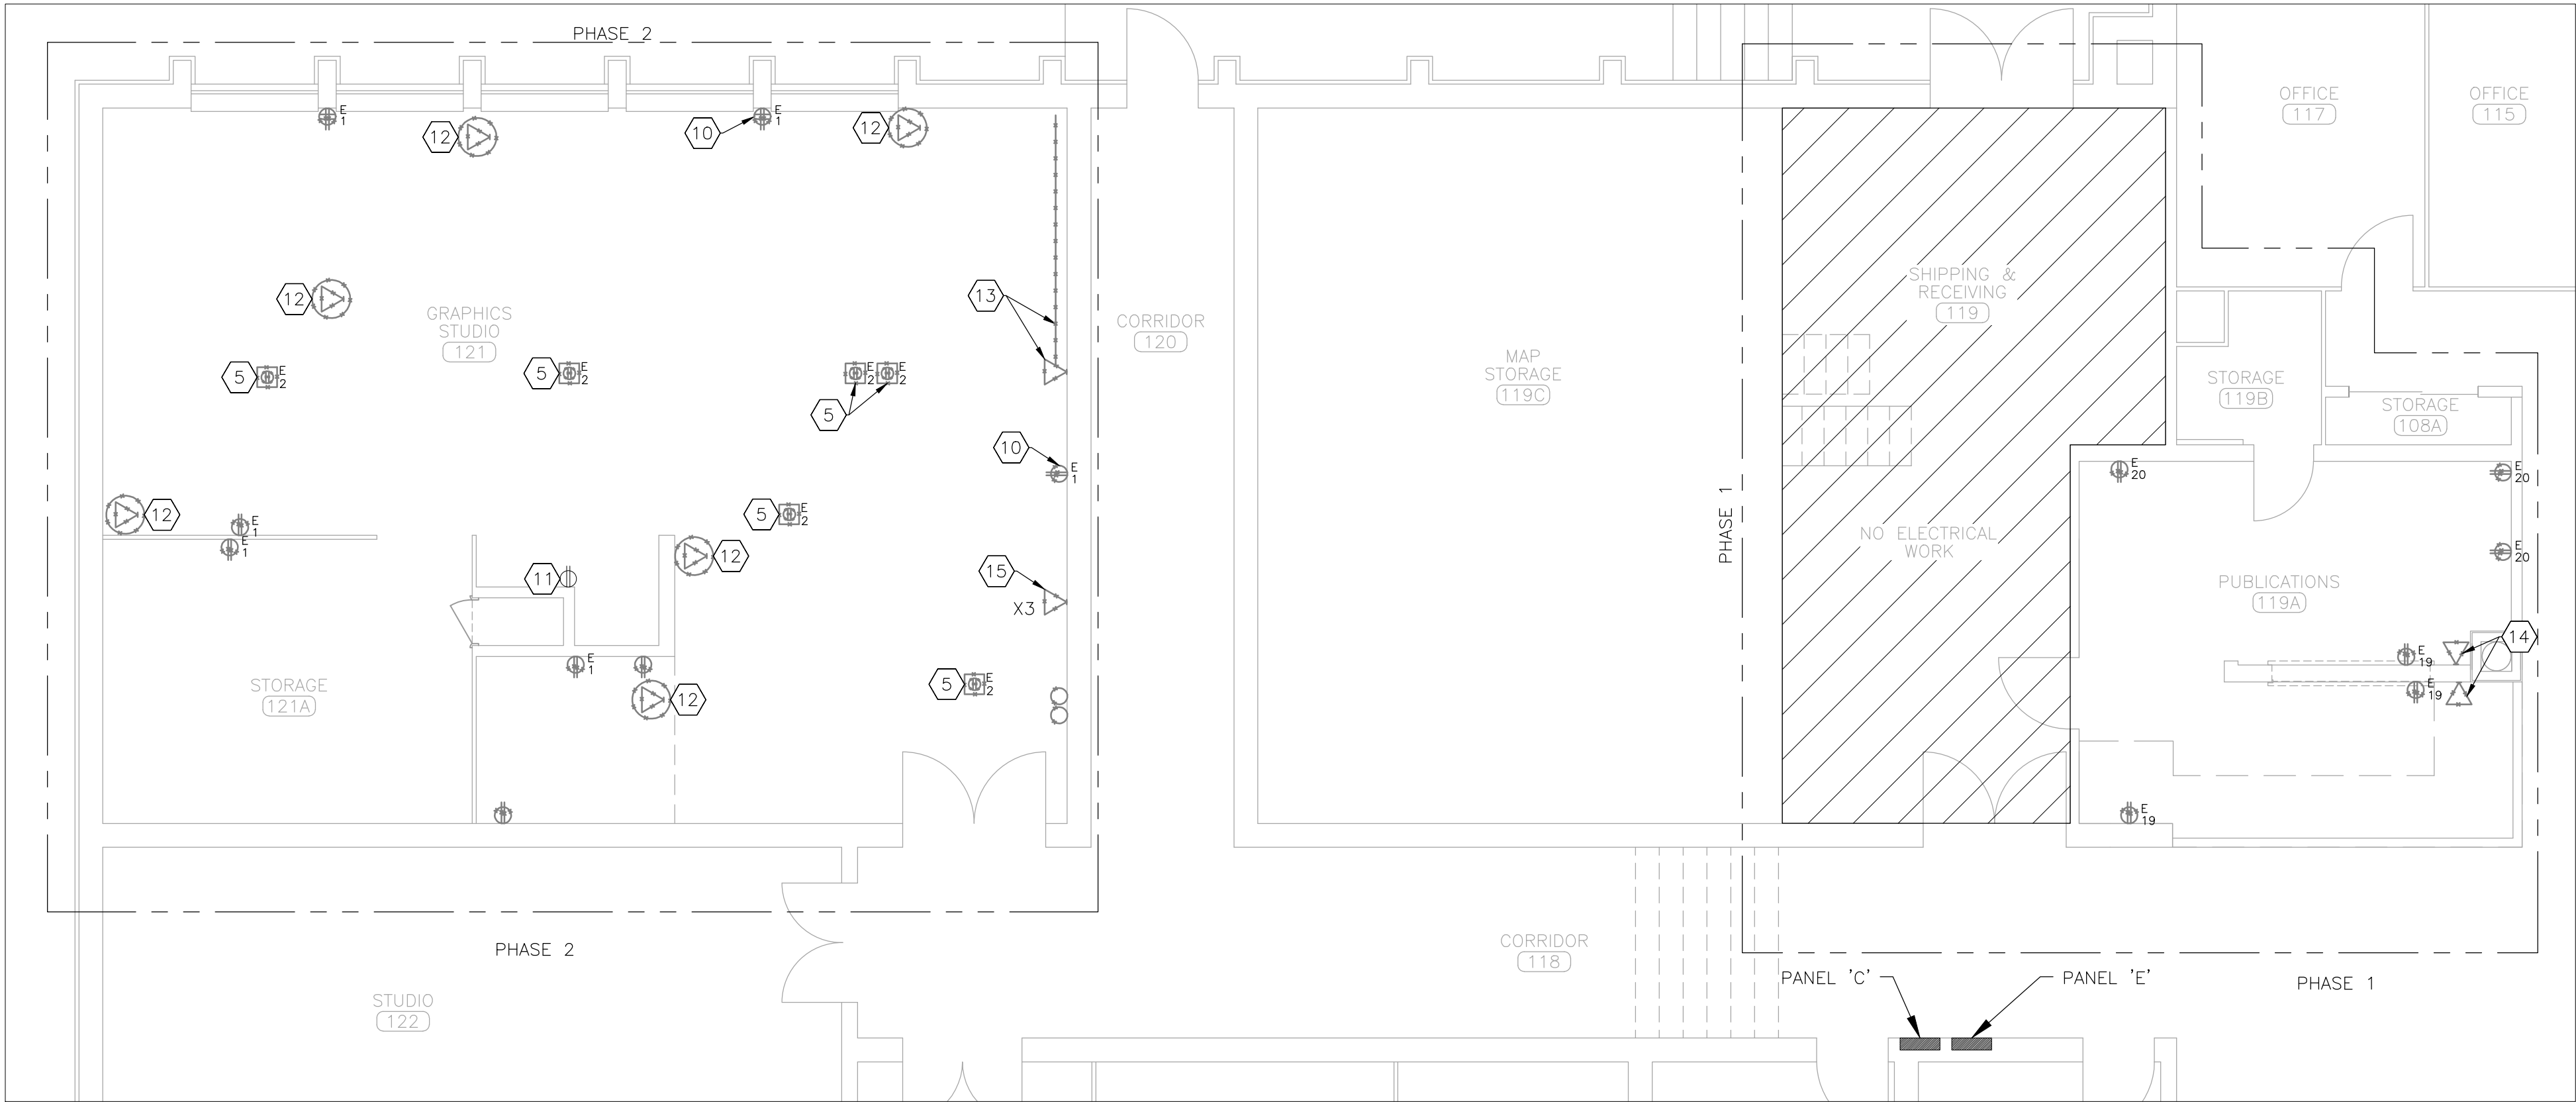 PHASE 2
OFFICE
117
OFFICE
115
E
1
12
10
E
1
12
12
GRAPHICS
STUDIO
121
13
CORRIDOR
120
SHIPPING &
RECEIVING
119
MAP
STORAGE
119C
5
E
2
5
E
2
E
2
E
2
5
STORAGE
119B
STORAGE
108A
10
E
1
E
20
E
20
PHASE 1
12
E
1
E
1
5
E
2
NO ELECTRICAL
WORK
E
20
12
11
15
X3
PUBLICATIONS
119A
14
E
1
E
19
E
19
STORAGE
121A
12
5
E
2
E
19
PHASE 2
CORRIDOR
118
PANEL 'C'
PANEL 'E'
PHASE 1
STUDIO
122